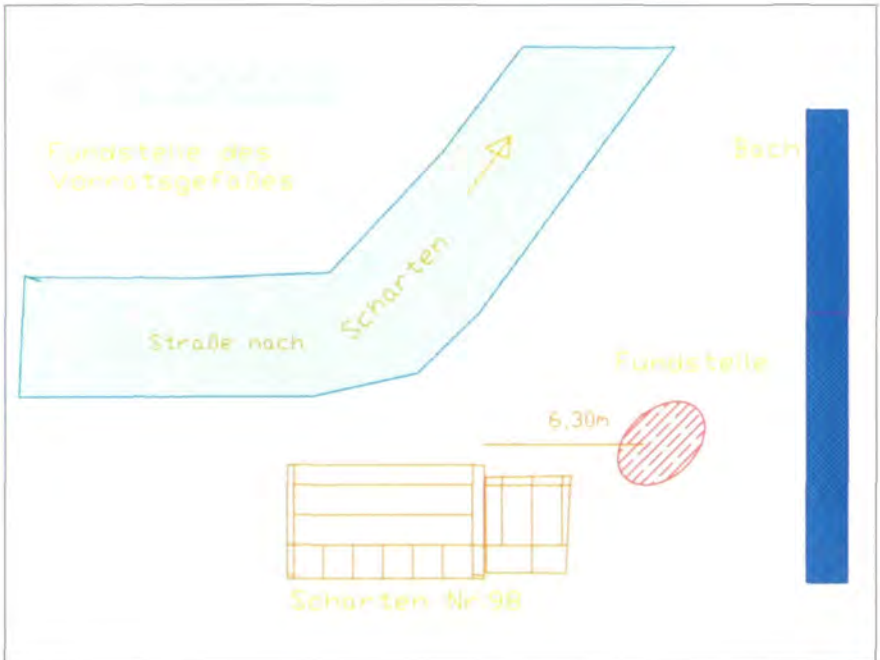 Fundstelle des
Vorratsgefäßes
Bach
Straße nach
Scharten
Fundstelle
6,30m
Scharten Nr.98